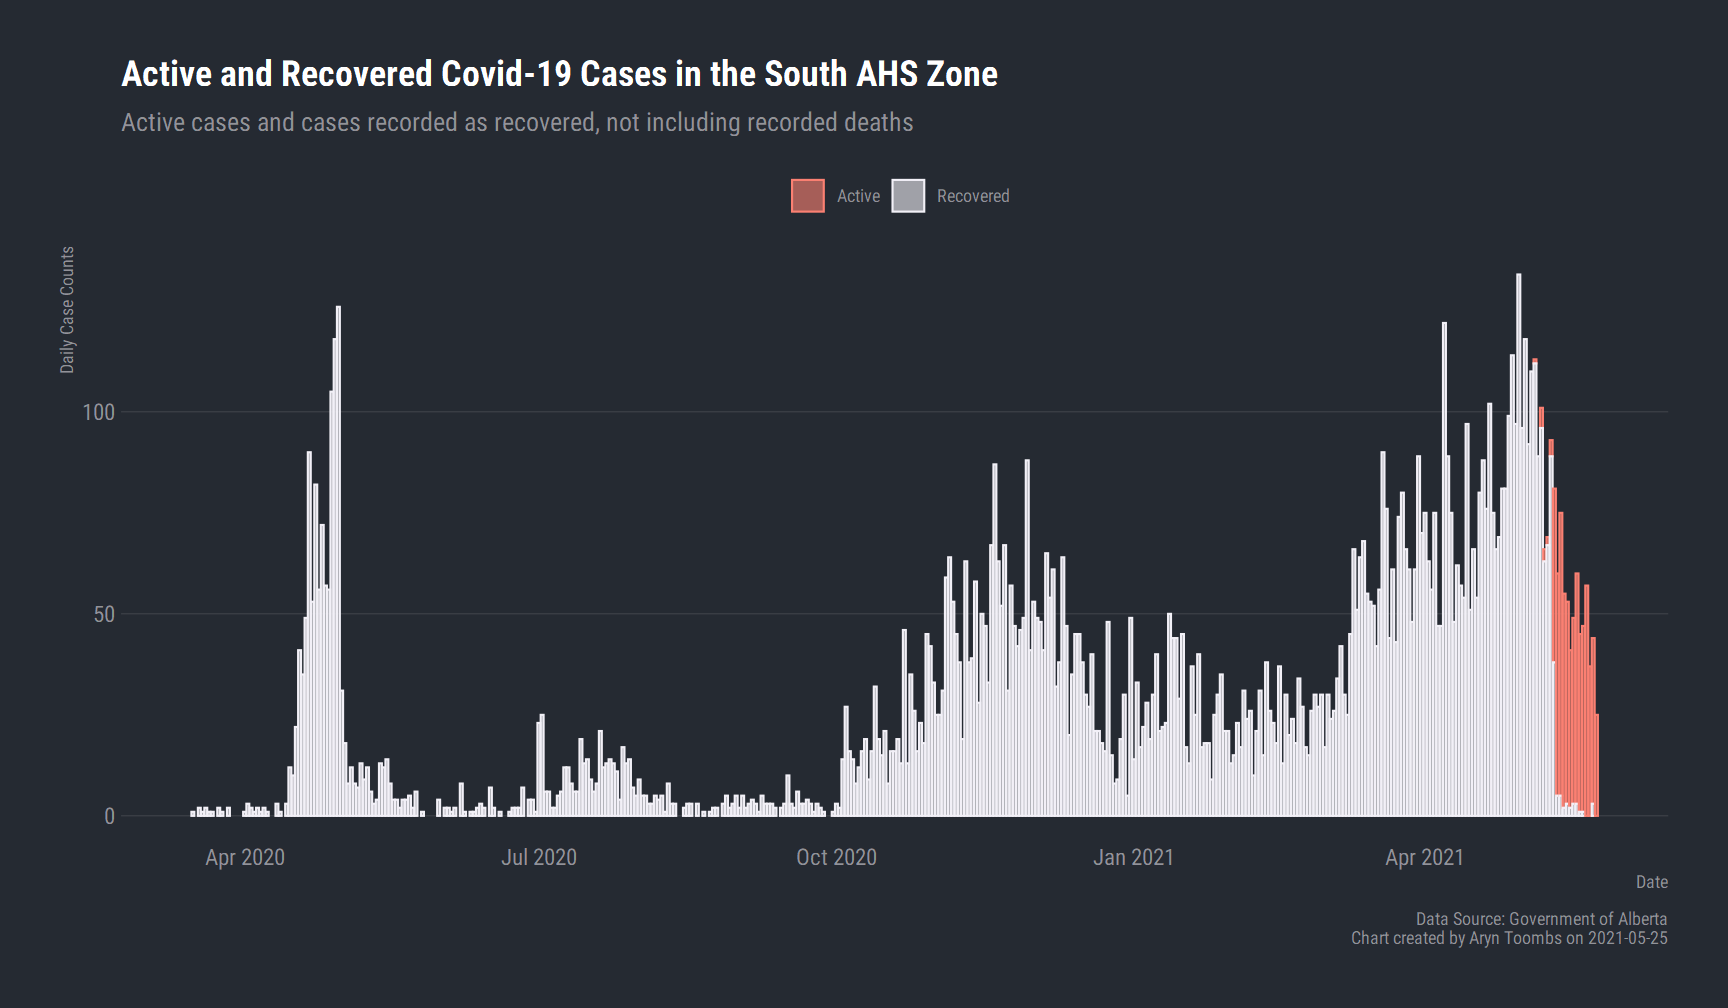 Active and Recovered Covid-19 Cases in the South AHS Zone
Active cases and cases recorded as recovered, not including recorded deaths
Active
Recovered
Daily Case Counts
100
50
0
Apr 2020
Jul 2020
Oct 2020
Jan 2021
Apr 2021
Date
Data Source: Government of Alberta
Chart created by Aryn Toombs on 2021-05-25